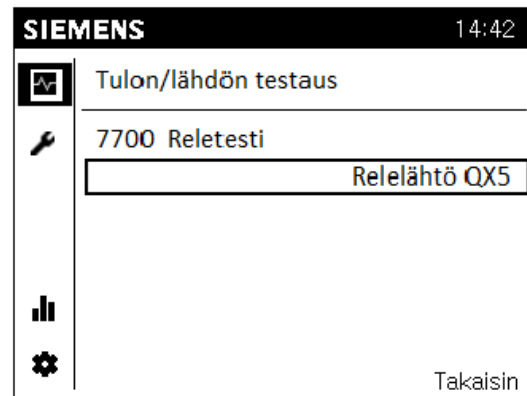 SIEMENS 14:42
Tulon/lähdön testaus
7700 Reletesti
Relelähtö QX5
Takaisin